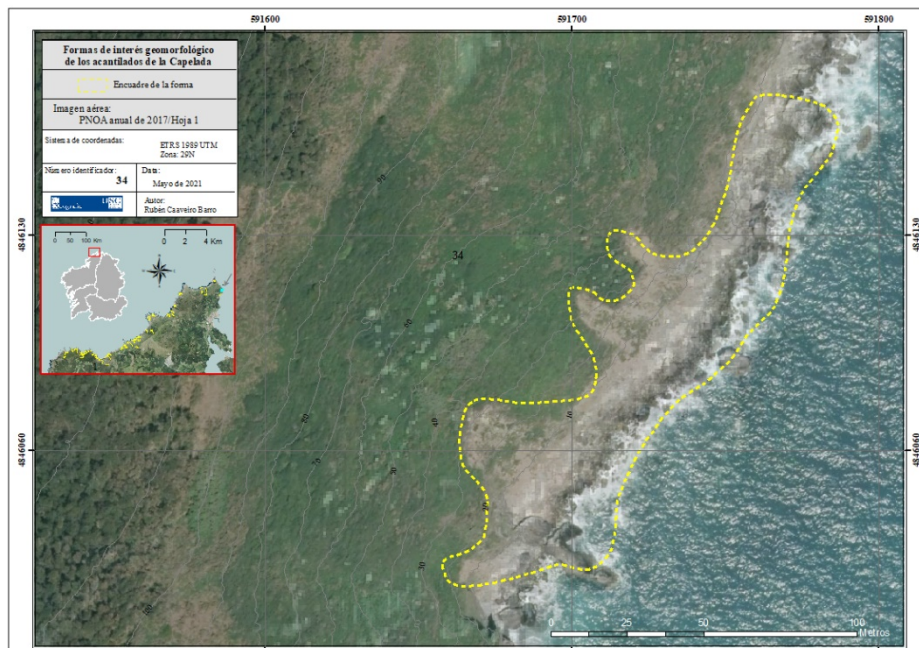 591600
591700
591800
Formas de interés geomorfológico
de los acantilados de la Capelada
Encuadre de la forma
Imagen aérea:
PNOA anual de 2017/Hoja 1
Sistema de coordenadas:
ETRS 1989 UTM
Zona: 29N
Número identificador:
34
Data:
Mayo de 2021
Autor:
Rubén Caaveiro Barro
0 50 100 Km
0 2 4 Km
4846130
4846130
34
4846060
4846060
40
30
10
0 25 50 100
Metros